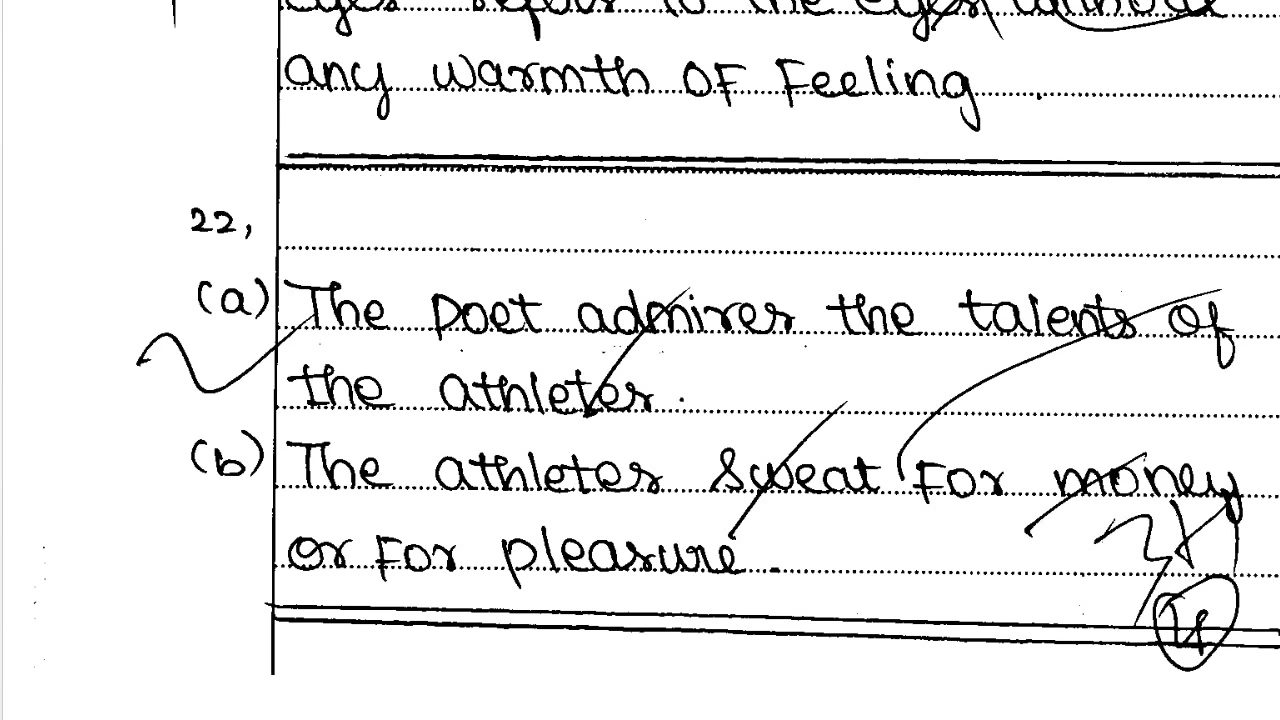 any warmth OF Feeling .
22,
(a) The poet admires the talents of
the athletes.
(b) The athletes sweat For money
or For pleasure.